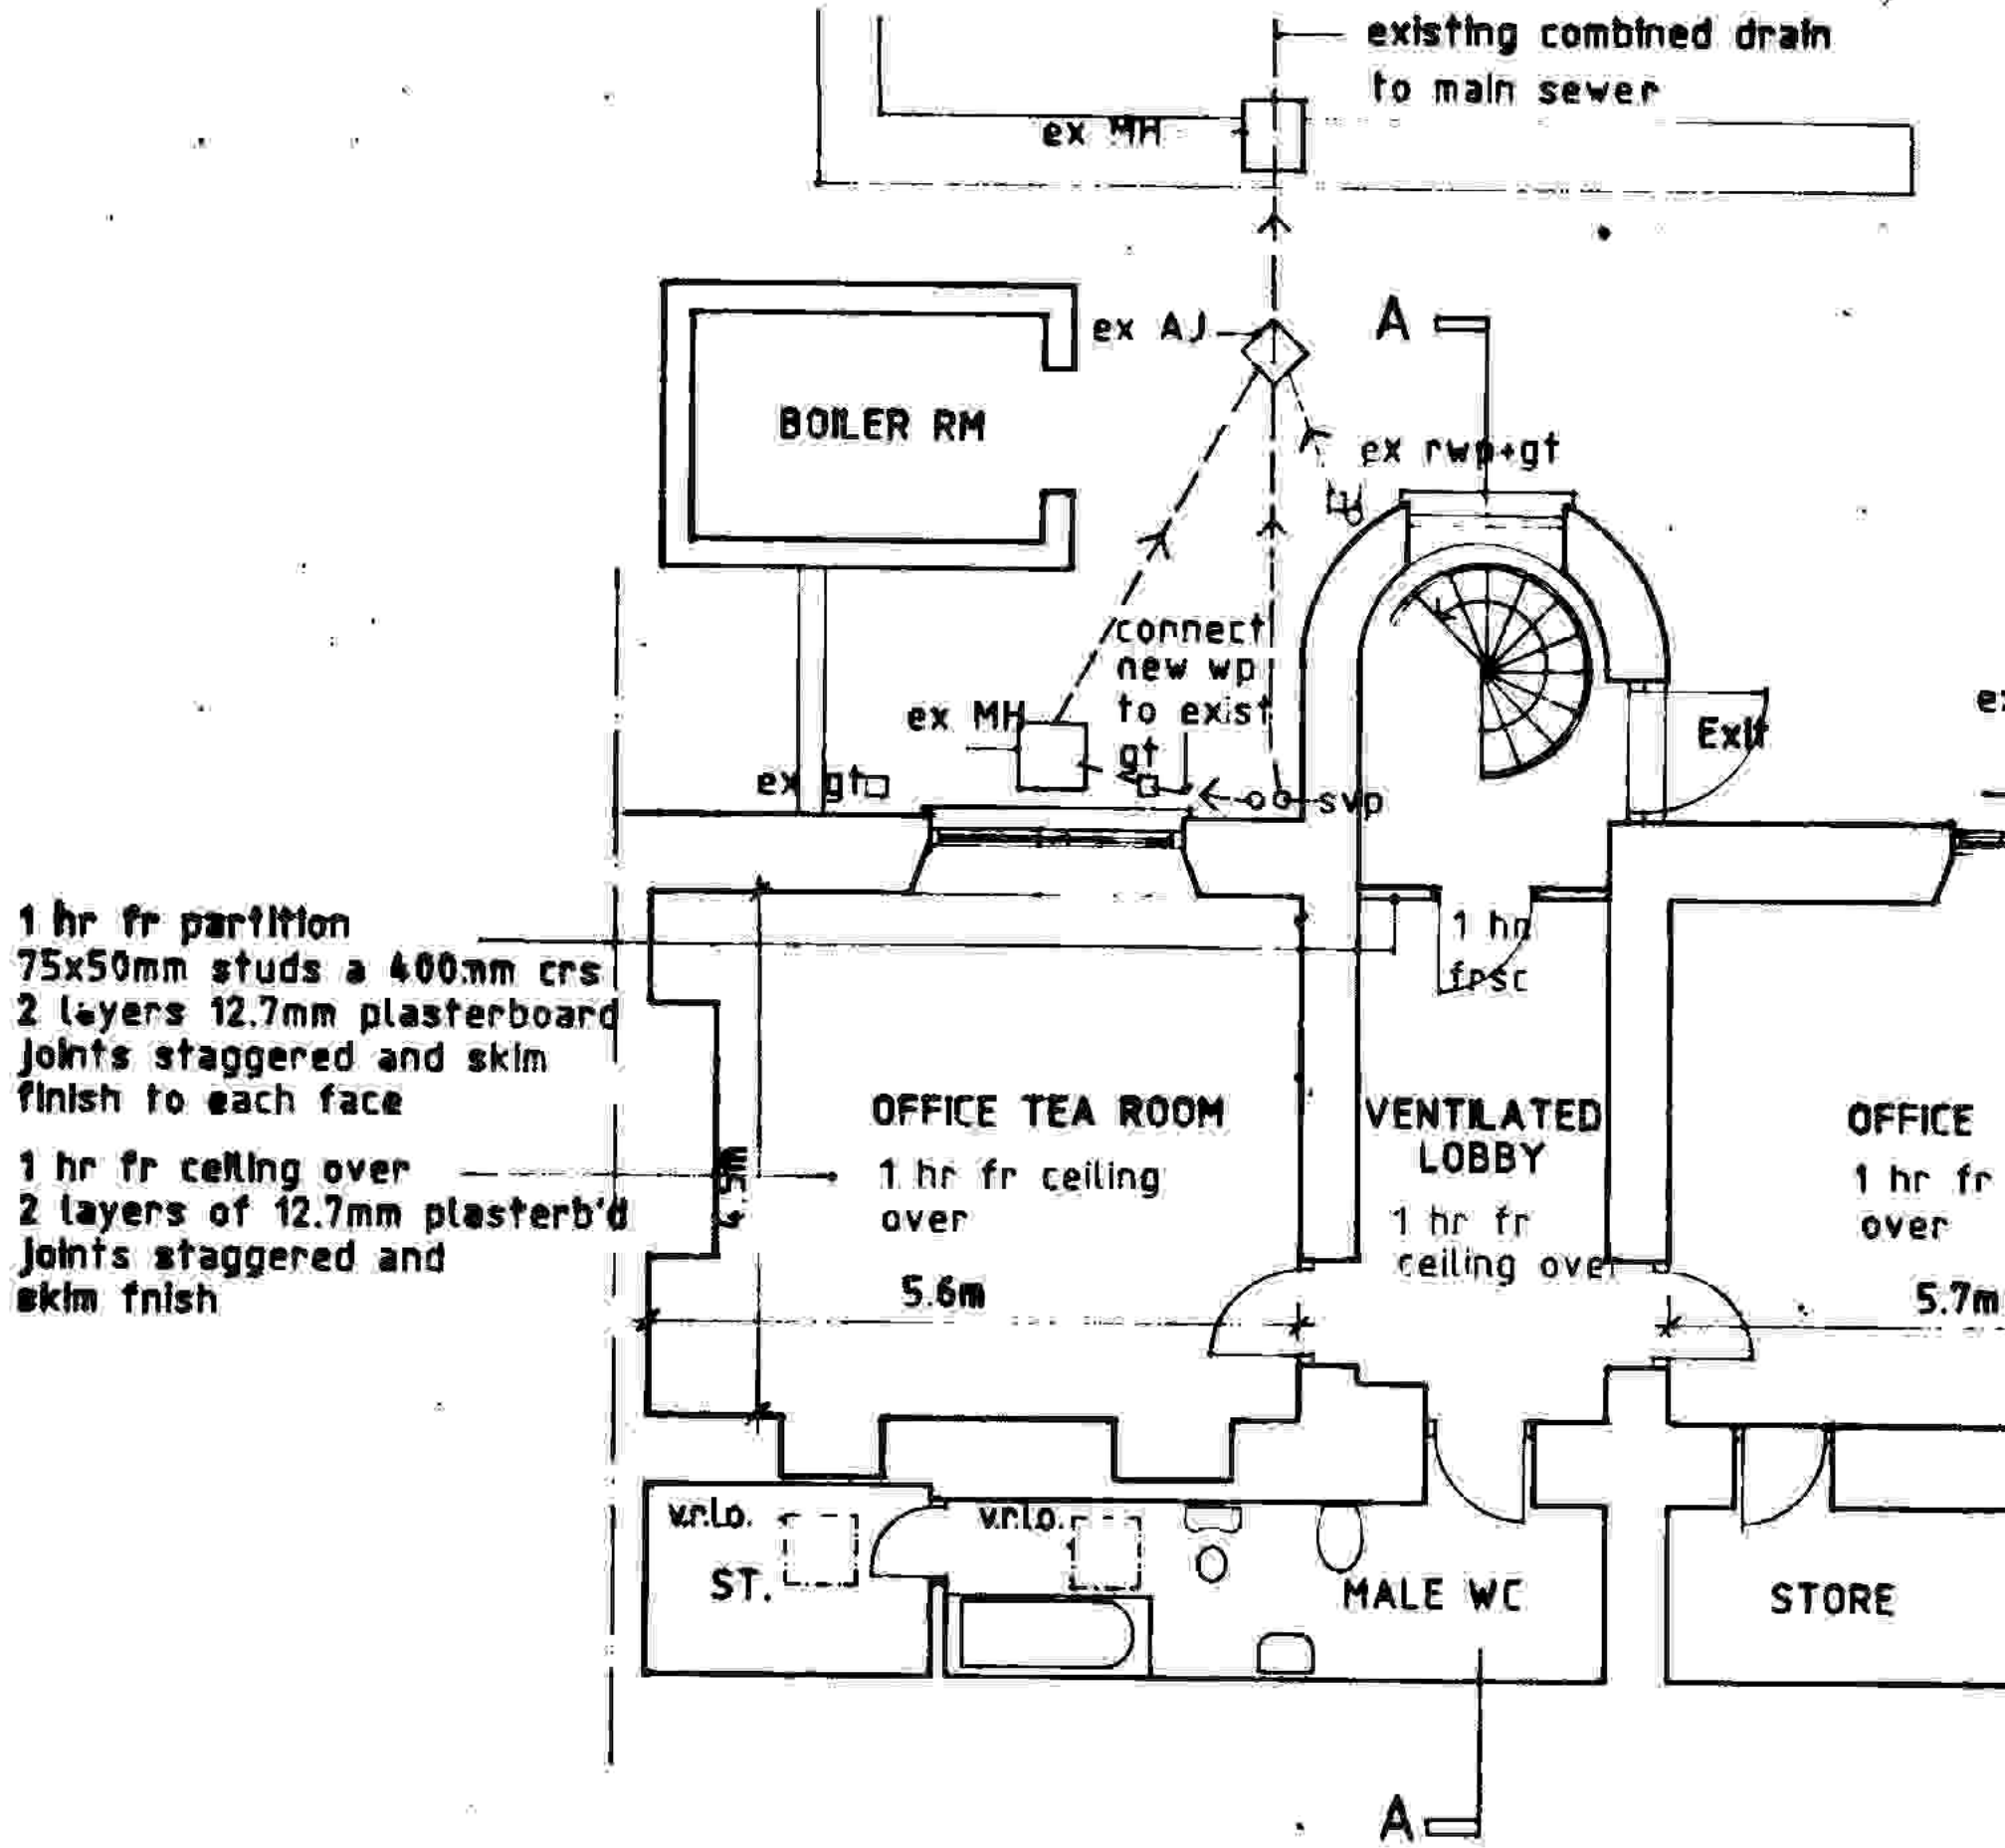 existing combined drain
to main sewer
ex MH
ex AJ
A
BOILER RM
ex rwp+gt
connect
new wp
to exist
gt
ex MH
ex gt
svp
Exit
1 hr fr partition
75x50mm studs a 400mm crs
2 layers 12.7mm plasterboard
joints staggered and skim
finish to each face
1 hr fr ceiling over
2 layers of 12.7mm plasterb'd
joints staggered and
skim fnish
1 hr
frsc
OFFICE TEA ROOM
1 hr fr ceiling
over
5.6m
VENTILATED
LOBBY
1 hr fr
ceiling over
OFFICE
1 hr fr
over
5.7m
v.r.l.o.
ST.
v.r.l.o.
MALE WC
STORE
A